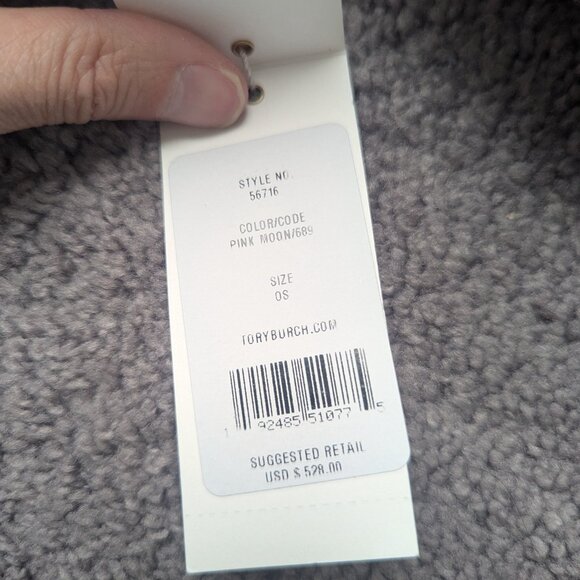 STYLE NO.
56716
COLOR/CODE
PINK MOON/689
SIZE
OS
TORYBURCH.COM
1 92485 51077 5
SUGGESTED RETAIL
USD $ 528.00